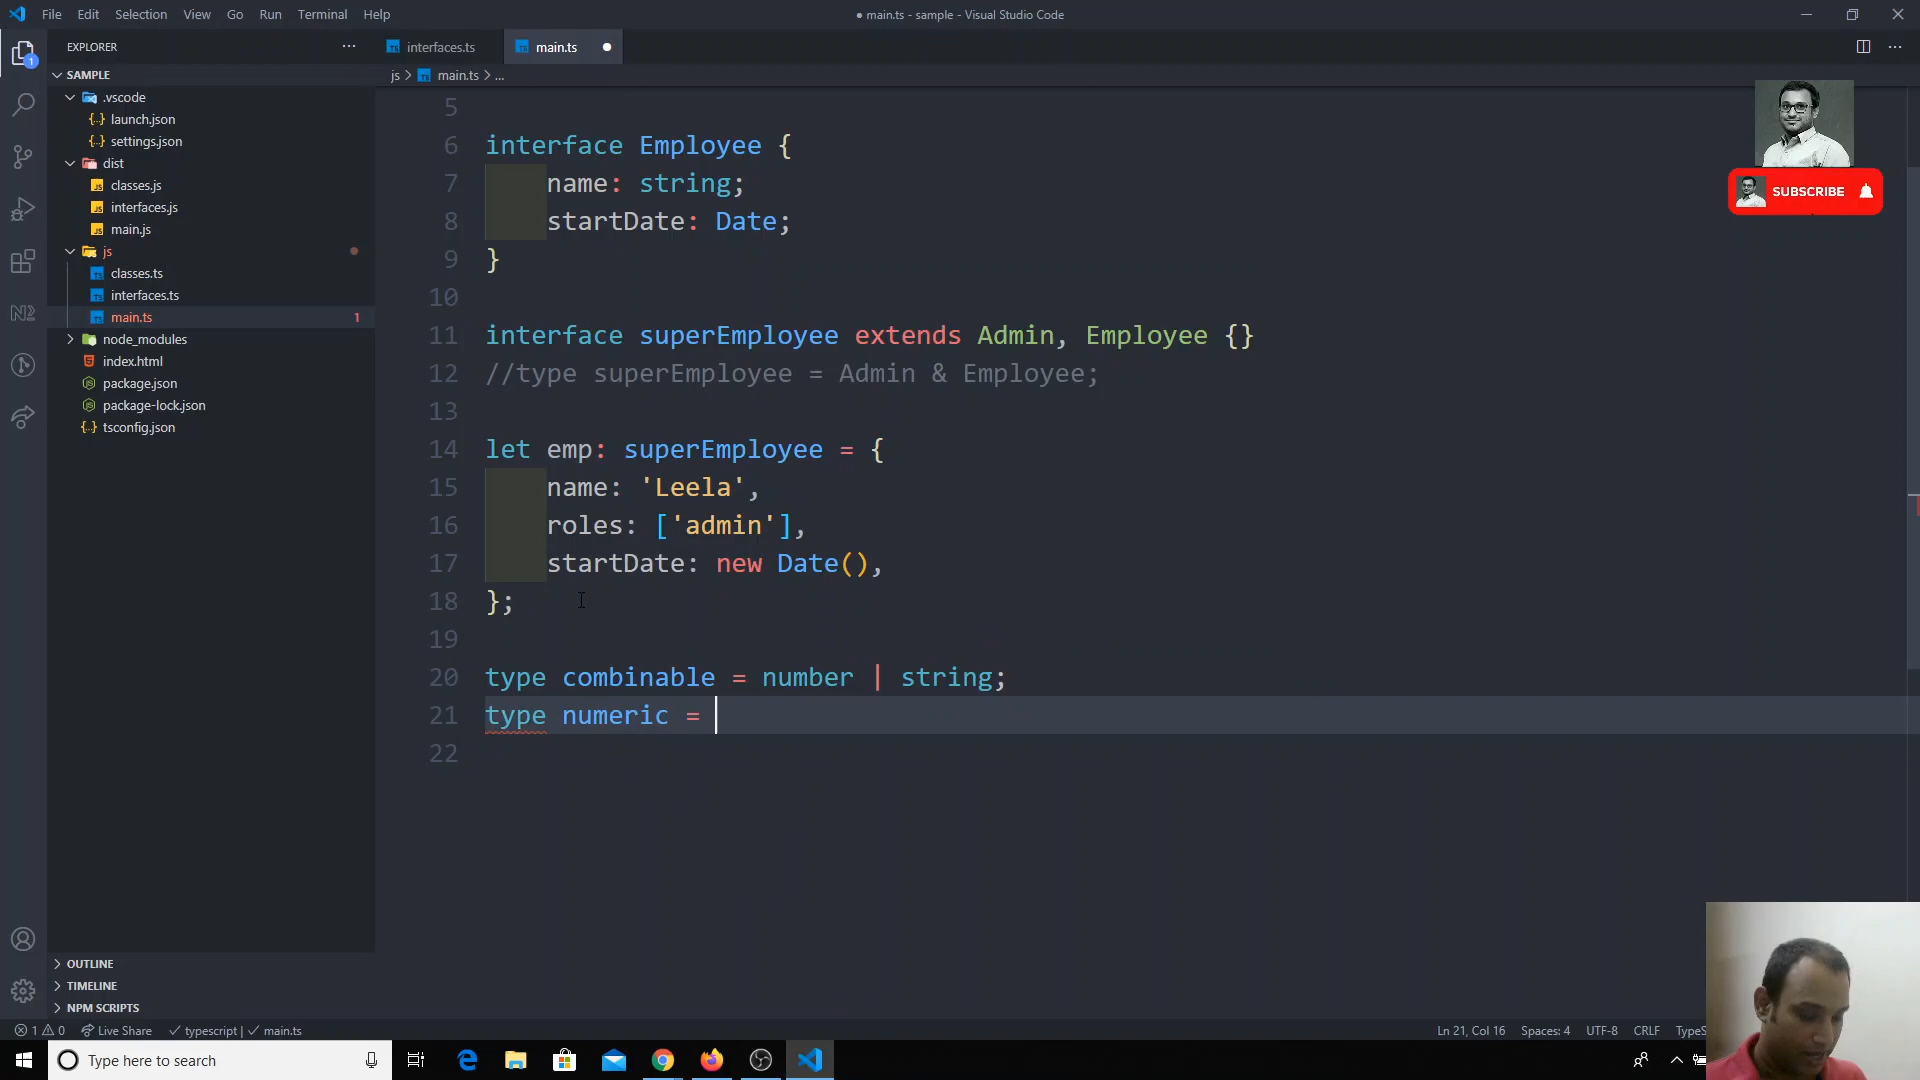 File Edit Selection View Go Run Terminal Help
● main.ts - sample - Visual Studio Code
EXPLORER
SAMPLE
.vscode
launch.json
settings.json
dist
classes.js
interfaces.js
main.js
js
classes.ts
interfaces.ts
main.ts 1
node_modules
index.html
package.json
package-lock.json
tsconfig.json
OUTLINE
TIMELINE
NPM SCRIPTS
interfaces.ts main.ts
js > main.ts > ...
5
6 interface Employee {
7 name: string;
8 startDate: Date;
9 }
10
11 interface superEmployee extends Admin, Employee {}
12 //type superEmployee = Admin & Employee;
13
14 let emp: superEmployee = {
15 name: 'Leela',
16 roles: ['admin'],
17 startDate: new Date(),
18 };
19
20 type combinable = number | string;
21 type numeric =
22
SUBSCRIBE
1 0 Live Share typescript | main.ts
Ln 21, Col 16 Spaces: 4 UTF-8 CRLF TypeS
Type here to search